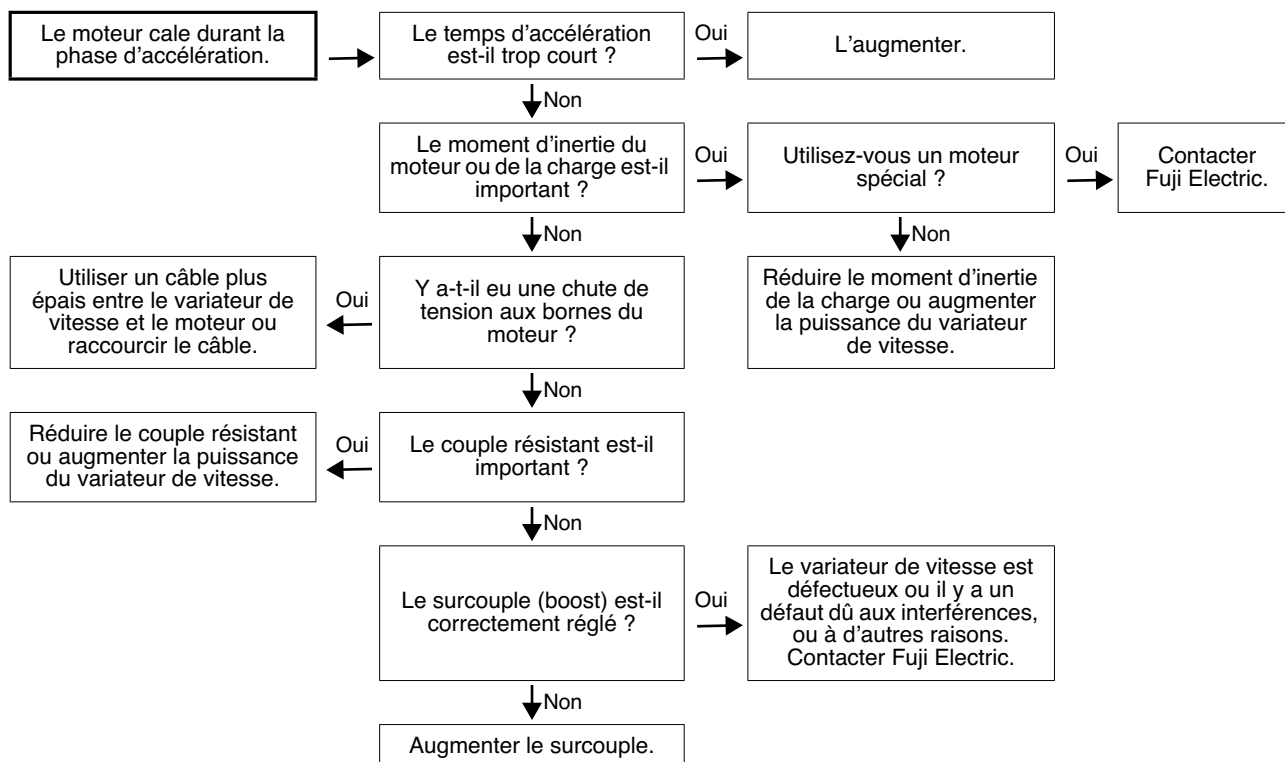 Le moteur cale durant la
phase d'accélération.
Le temps d'accélération
est-il trop court ?
Oui
L'augmenter.
Non
Le moment d'inertie du
moteur ou de la charge est-il
important ?
Oui
Utilisez-vous un moteur
spécial ?
Oui
Contacter
Fuji Electric.
Non
Non
Utiliser un câble plus
épais entre le variateur de
vitesse et le moteur ou
raccourcir le câble.
Oui
Y a-t-il eu une chute de
tension aux bornes du
moteur ?
Réduire le moment d'inertie
de la charge ou augmenter
la puissance du variateur
de vitesse.
Non
Réduire le couple résistant
ou augmenter la puissance
du variateur de vitesse.
Oui
Le couple résistant est-il
important ?
Non
Le surcouple (boost) est-il
correctement réglé ?
Oui
Le variateur de vitesse est
défectueux ou il y a un
défaut dû aux interférences,
ou à d'autres raisons.
Contacter Fuji Electric.
Non
Augmenter le surcouple.